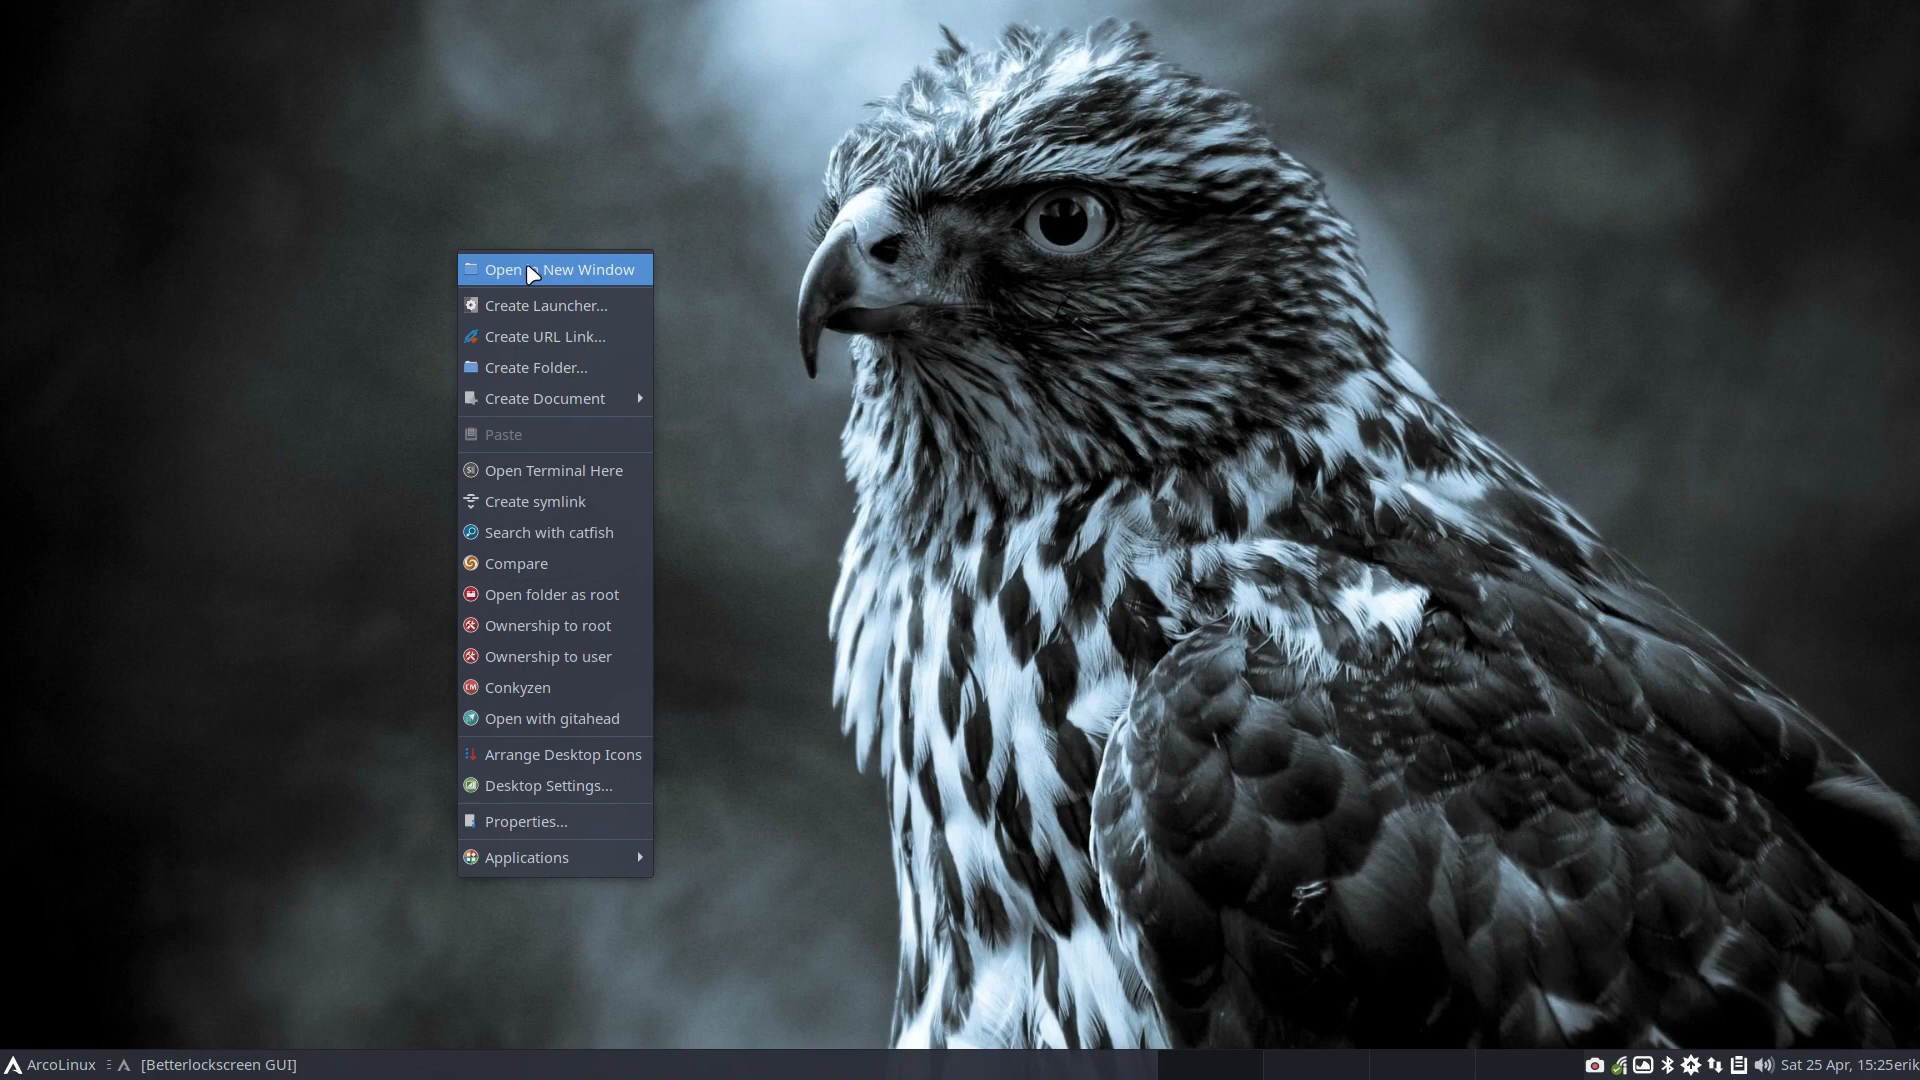 Open in New Window
Create Launcher...
Create URL Link...
Create Folder...
Create Document
Paste
Open Terminal Here
Create symlink
Search with catfish
Compare
Open folder as root
Ownership to root
Ownership to user
Conkyzen
Open with gitahead
Arrange Desktop Icons
Desktop Settings...
Properties...
Applications
ArcoLinux [Betterlockscreen GUI] Sat 25 Apr, 15:25 erik